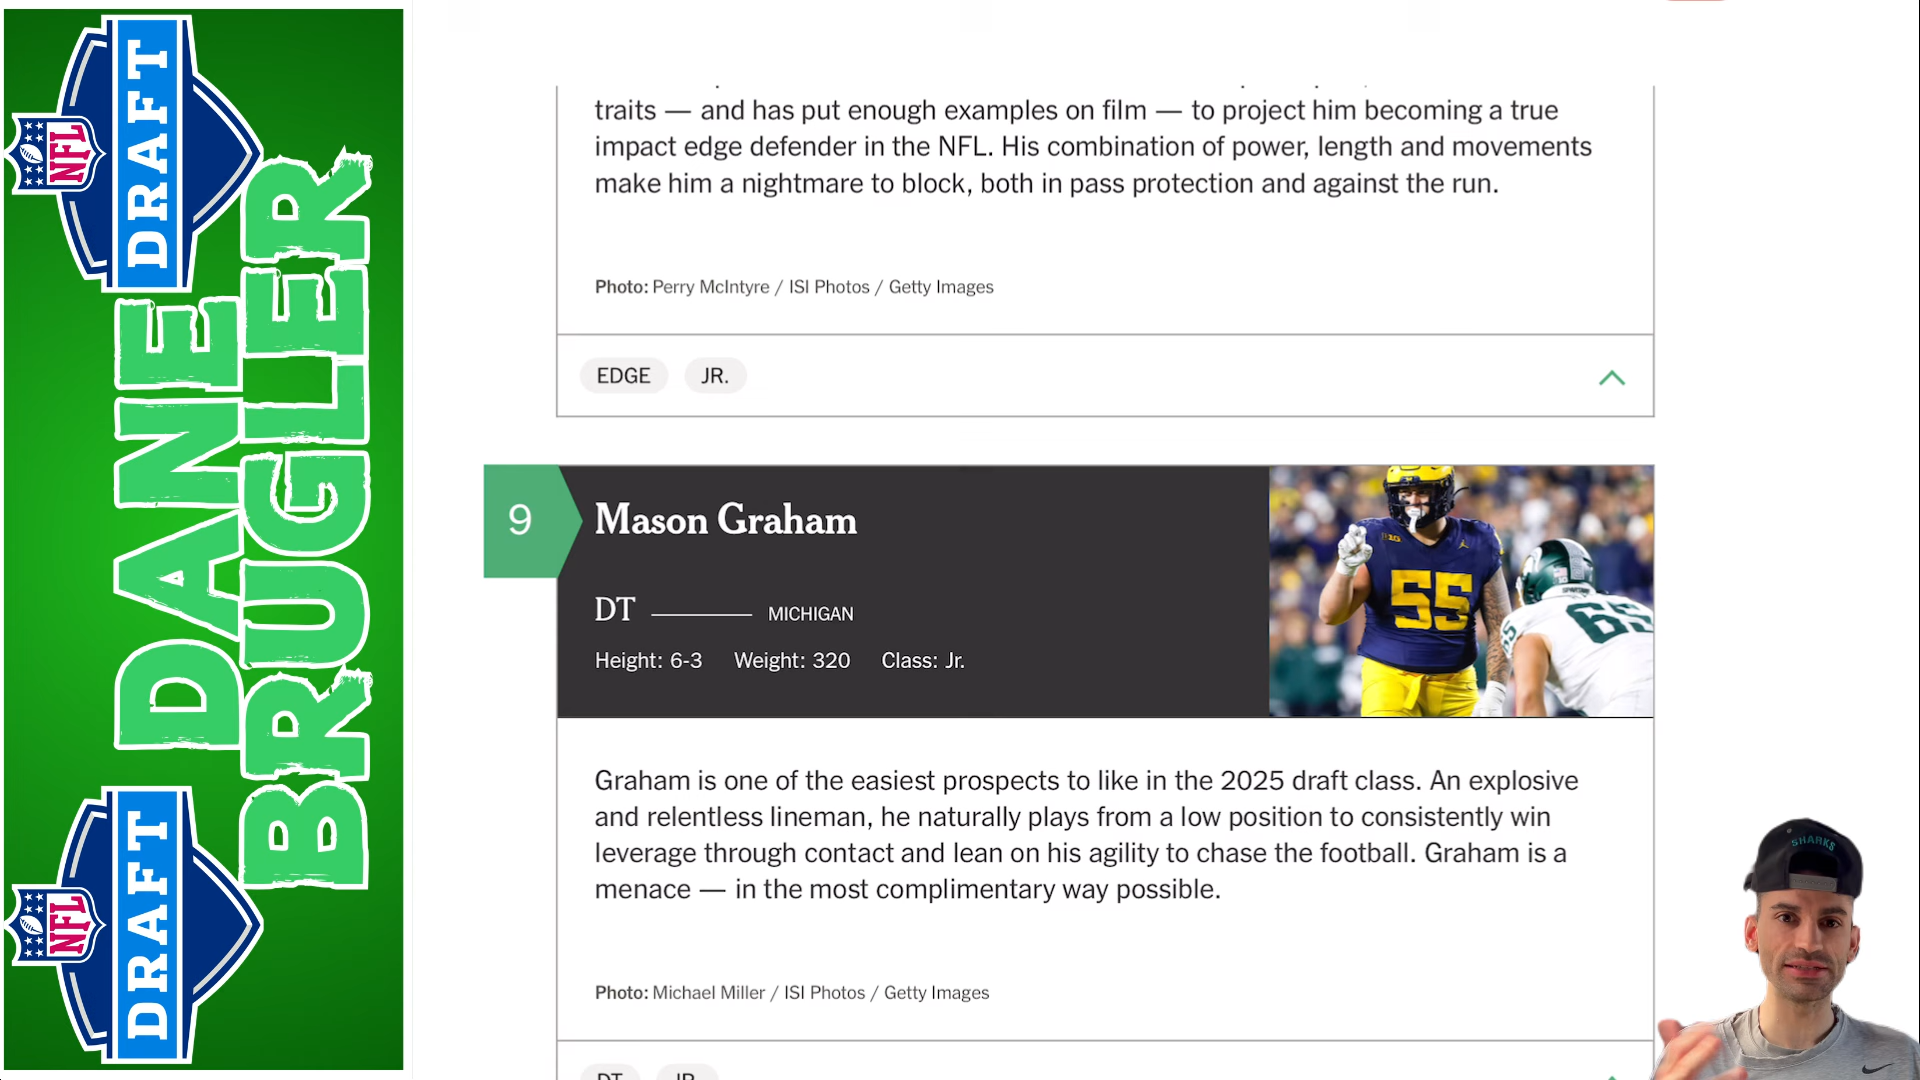 NFL
DRAFT
DANE
BRUGLER
NFL
DRAFT
traits — and has put enough examples on film — to project him becoming a true
impact edge defender in the NFL. His combination of power, length and movements
make him a nightmare to block, both in pass protection and against the run.
Photo: Perry McIntyre / ISI Photos / Getty Images
EDGE JR.
9
Mason Graham
DT MICHIGAN
Height: 6-3 Weight: 320 Class: Jr.
55
65
Graham is one of the easiest prospects to like in the 2025 draft class. An explosive
and relentless lineman, he naturally plays from a low position to consistently win
leverage through contact and lean on his agility to chase the football. Graham is a
menace — in the most complimentary way possible.
Photo: Michael Miller / ISI Photos / Getty Images
DT JR.
SHARKS